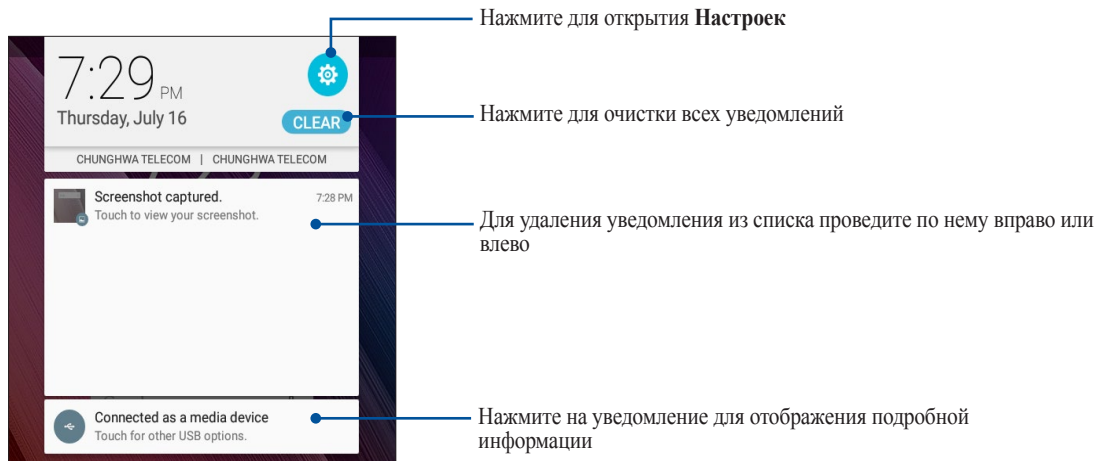 Нажмите для открытия Настроек
7:29 PM
Thursday, July 16
CLEAR
Нажмите для очистки всех уведомлений
CHUNGHWA TELECOM | CHUNGHWA TELECOM
Screenshot captured. 7:28 PM
Touch to view your screenshot.
Для удаления уведомления из списка проведите по нему вправо или
влево
Connected as a media device
Touch for other USB options.
Нажмите на уведомление для отображения подробной
информации